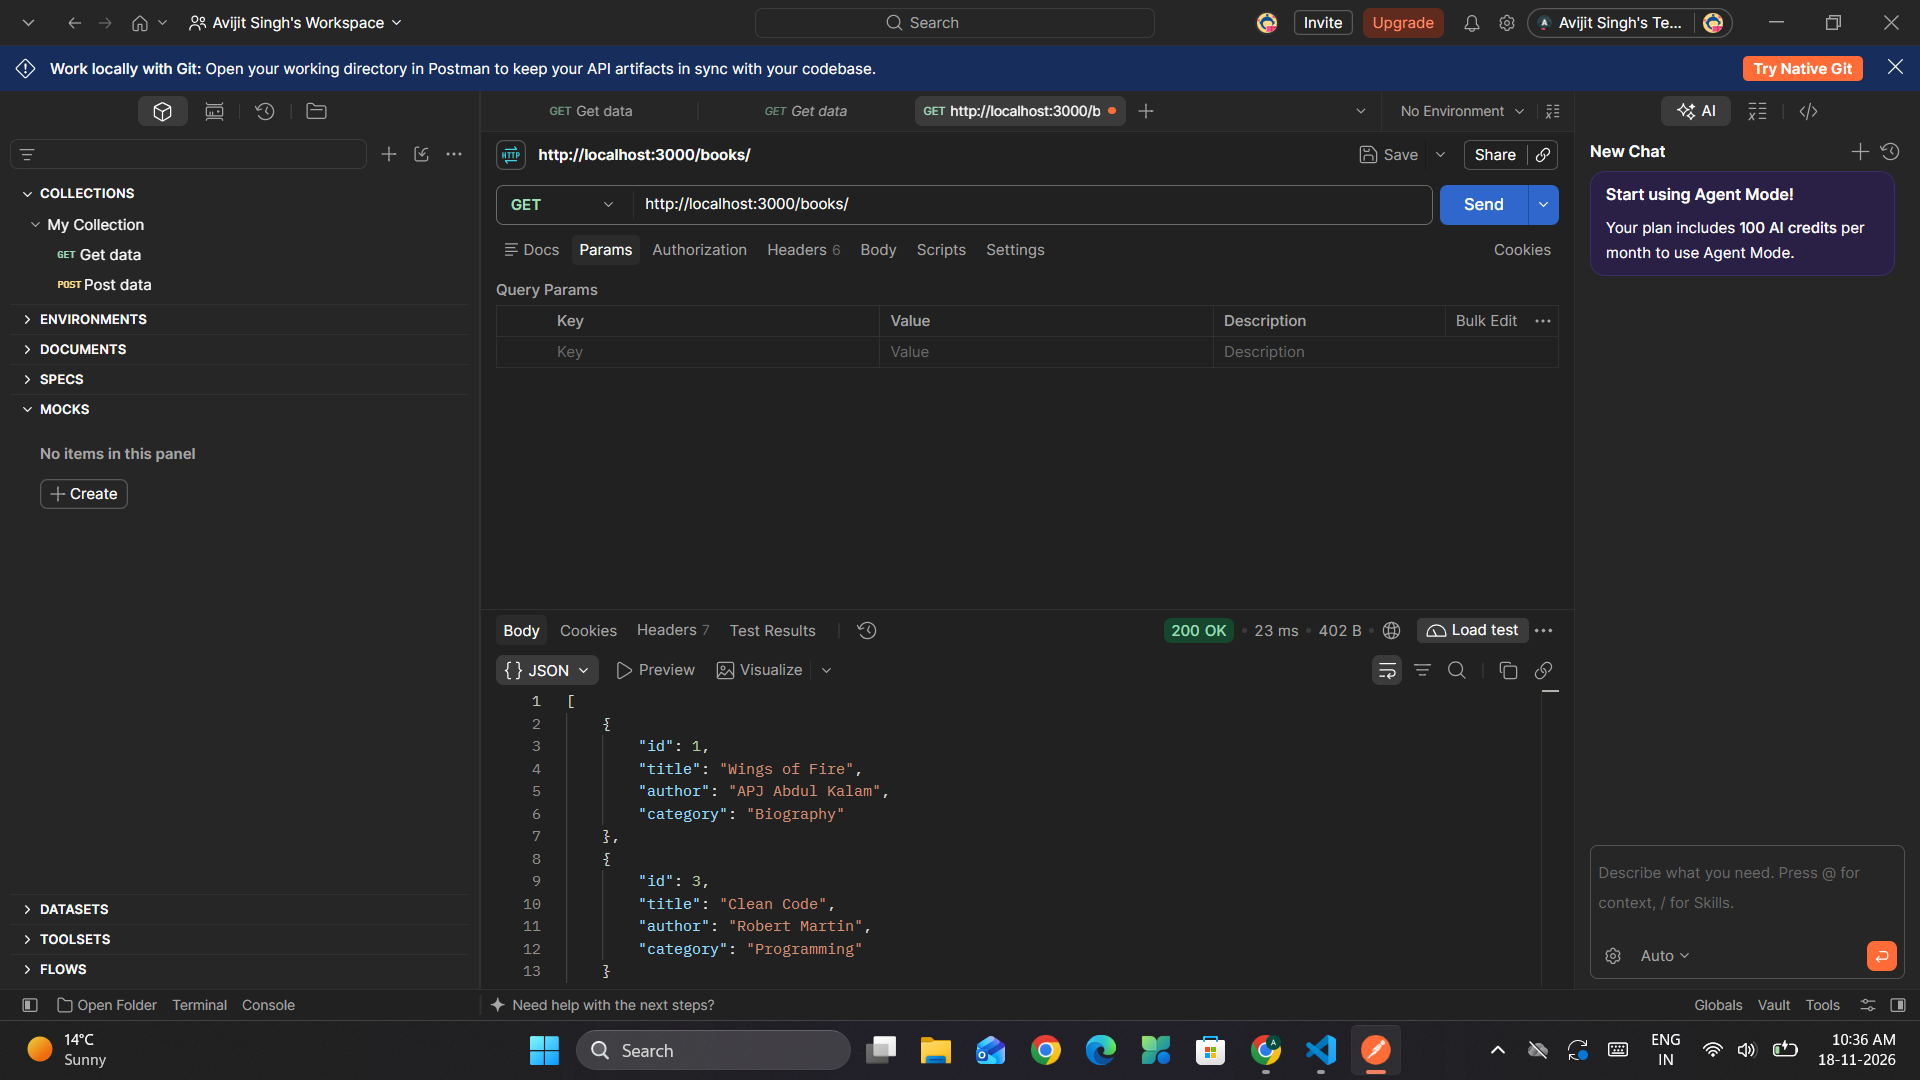 Avijit Singh's Workspace
Search
Invite
Upgrade
Avijit Singh's Te...
Work locally with Git: Open your working directory in Postman to keep your API artifacts in sync with your codebase.
Try Native Git
GET Get data
GET Get data
GET http://localhost:3000/b
No Environment
AI
COLLECTIONS
My Collection
GET Get data
POST Post data
ENVIRONMENTS
DOCUMENTS
SPECS
MOCKS
No items in this panel
Create
DATASETS
TOOLSETS
FLOWS
HTTP
http://localhost:3000/books/
Save
Share
GET
http://localhost:3000/books/
Send
Docs
Params
Authorization
Headers 6
Body
Scripts
Settings
Cookies
Query Params
Key
Value
Description
Bulk Edit
Key
Value
Description
Body
Cookies
Headers 7
Test Results
200 OK
23 ms
402 B
Load test
{} JSON
Preview
Visualize
1 [
2 {
3 "id": 1,
4 "title": "Wings of Fire",
5 "author": "APJ Abdul Kalam",
6 "category": "Biography"
7 },
8 {
9 "id": 3,
10 "title": "Clean Code",
11 "author": "Robert Martin",
12 "category": "Programming"
13 }
New Chat
Start using Agent Mode!
Your plan includes 100 AI credits per
month to use Agent Mode.
Describe what you need. Press @ for
context, / for Skills.
Auto
Open Folder
Terminal
Console
Need help with the next steps?
Globals
Vault
Tools
14°C
Sunny
Search
A
ENG
IN
10:36 AM
18-11-2026